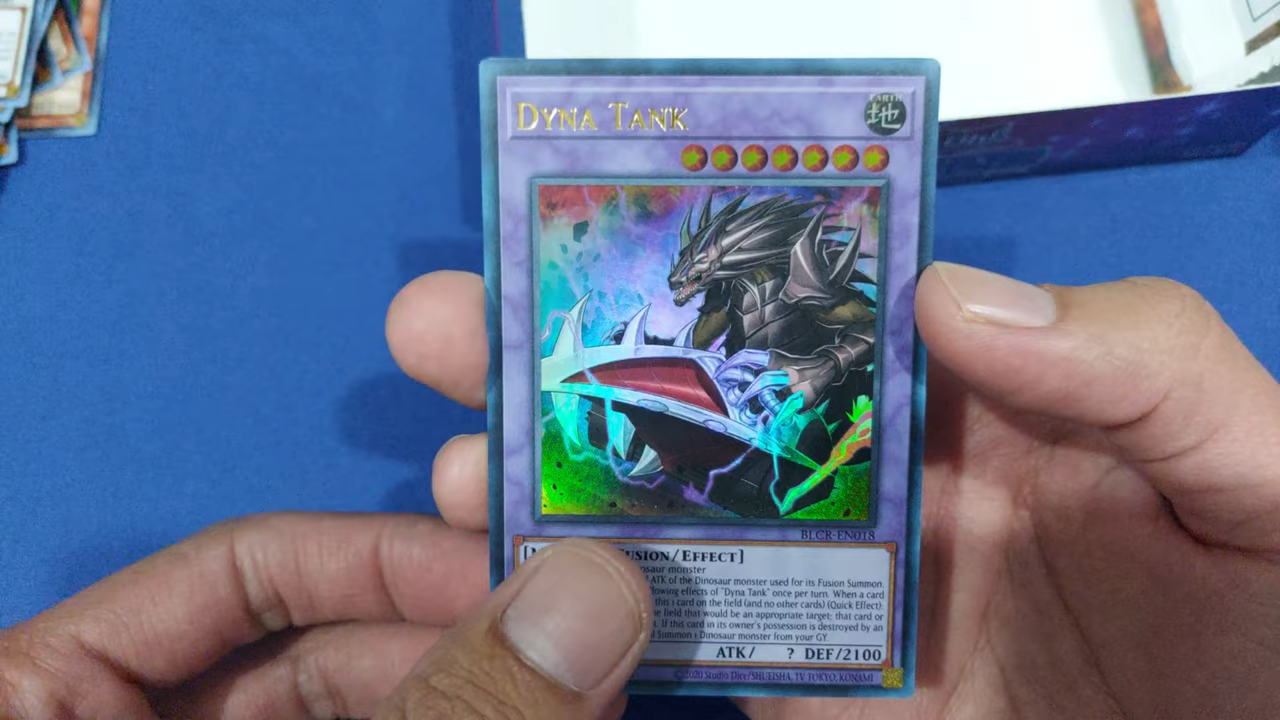 DYNA TANK
EARTH
地
BLCR-EN018
FUSION/EFFECT]
monster
ATK of the Dinosaur monster used for its Fusion Summon.
effects of "Dyna Tank" once per turn. When a card
this 1 card on the field (and no other cards) (Quick Effect):
field that would be an appropriate target; that card or
If this card in its owner's possession is destroyed by an
Summon 1 Dinosaur monster from your GY.
ATK/ ? DEF/2100
©2020 Studio Dice/SHUEISHA, TV TOKYO, KONAMI